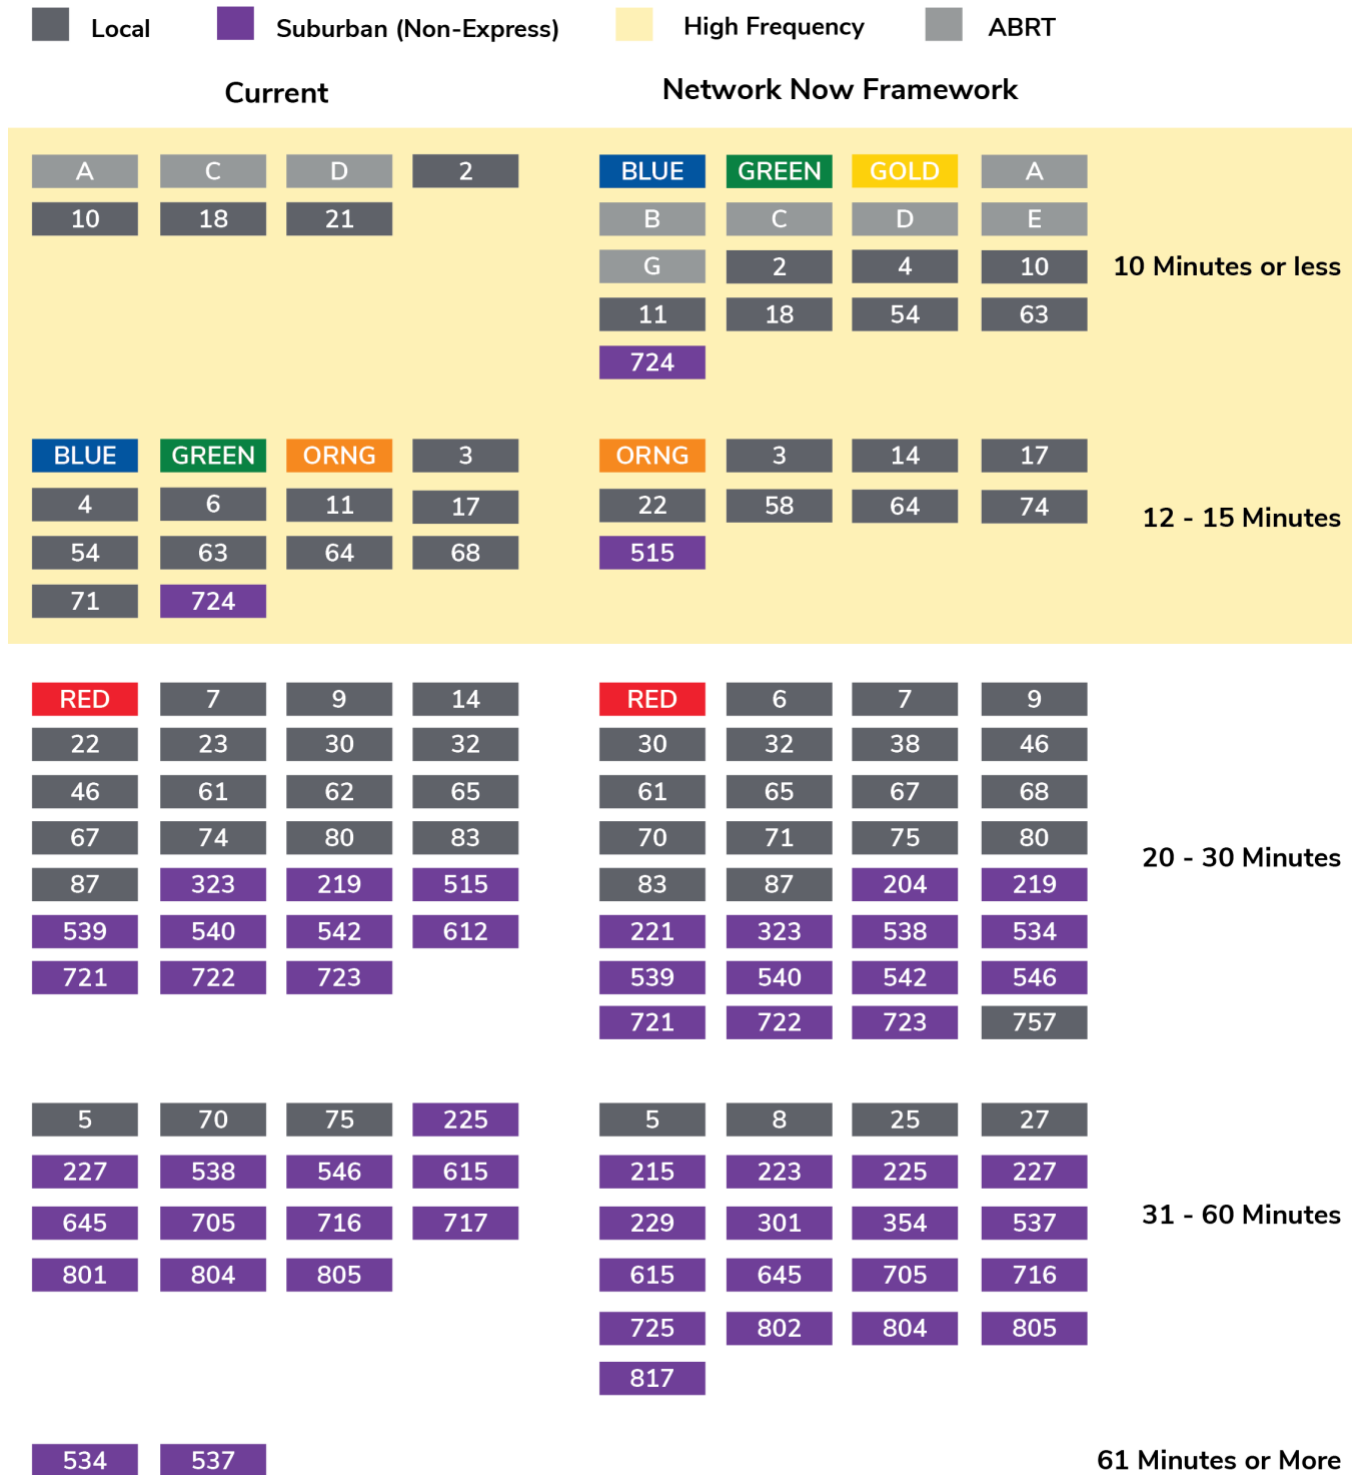 Local Suburban (Non-Express) High Frequency ABRT
Current Network Now Framework
A C D 2 BLUE GREEN GOLD A
10 18 21 B C D E
G 2 4 10 10 Minutes or less
11 18 54 63
724
BLUE GREEN ORNG 3 ORNG 3 14 17
4 6 11 17 22 58 64 74 12 - 15 Minutes
54 63 64 68 515
71 724
RED 7 9 14 RED 6 7 9
22 23 30 32 30 32 38 46
46 61 62 65 61 65 67 68
67 74 80 83 70 71 75 80 20 - 30 Minutes
87 323 219 515 83 87 204 219
539 540 542 612 221 323 538 534
721 722 723 539 540 542 546
721 722 723 757
5 70 75 225 5 8 25 27
227 538 546 615 215 223 225 227
645 705 716 717 229 301 354 537 31 - 60 Minutes
801 804 805 615 645 705 716
725 802 804 805
817
534 537 61 Minutes or More